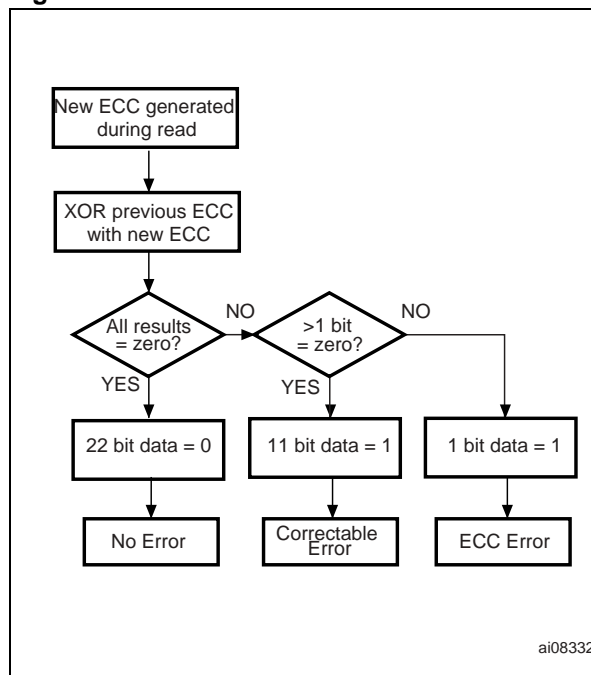 New ECC generated
during read
XOR previous ECC
with new ECC
All results
= zero?
NO
>1 bit
= zero?
NO
YES
YES
22 bit data = 0
11 bit data = 1
1 bit data = 1
No Error
Correctable
Error
ECC Error
ai08332